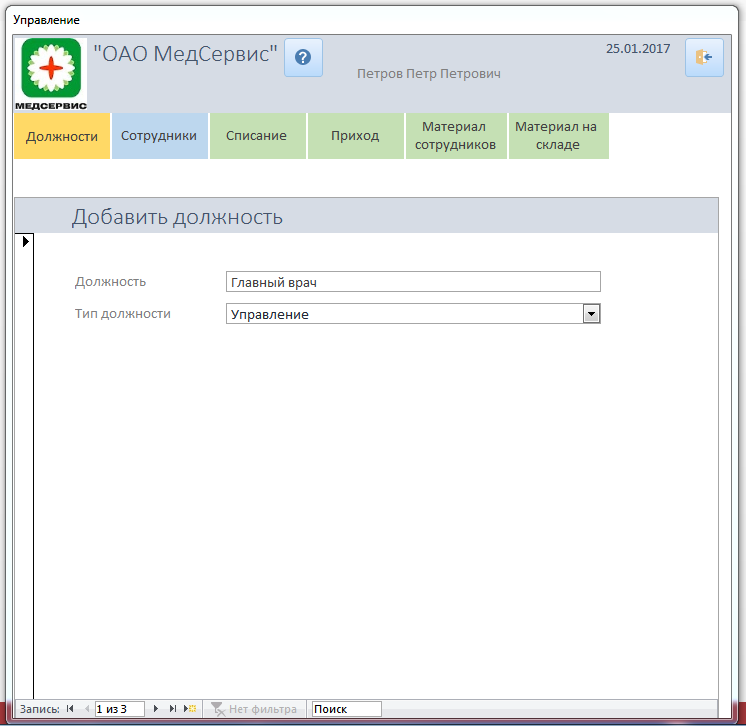 Управление
"ОАО МедСервис"
?
25.01.2017
Петров Петр Петрович
МЕДСЕРВИС
Должности
Сотрудники
Списание
Приход
Материал
сотрудников
Материал на
складе
Добавить должность
Должность
Главный врач
Тип должности
Управление
Запись:
1 из 3
Нет фильтра
Поиск